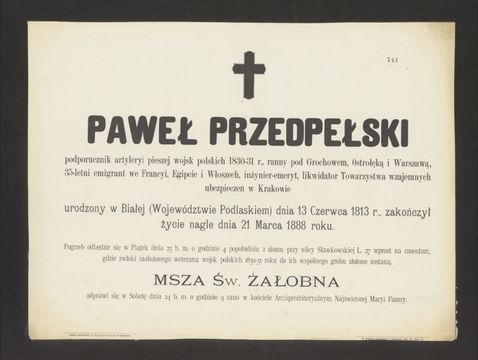 741
PAWEŁ PRZEDPEŁSKI
podporucznik artyleryi pieszej wojsk polskich 1830-31 r., ranny pod Grochowem, Ostrołęką i Warszawą,
35-letni emigrant we Francyi, Egipcie i Włoszech, inżynier-emeryt, likwidator Towarzystwa wzajemnych
ubezpieczeń w Krakowie
urodzony w Białej (Województwie Podlaskiem) dnia 13 Czerwca 1813 r., zakończył
życie nagle dnia 21 Marca 1888 roku.
Pogrzeb odbędzie się w Piątek dnia 23 b. m. o godzinie 4 popołudniu z domu przy ulicy Sławkowskiej L. 27 wprost na cmentarz,
gdzie zwłoki zasłużonego weterana wojsk polskich 1830-31 roku do ich wspólnego grobu złożone zostaną.
MSZA ŚW. ŻAŁOBNA
odprawi się w Sobotę dnia 24 b. m. o godzinie 9 rano w kościele Archiprezbiteryalnym Najświętszej Maryi Panny.